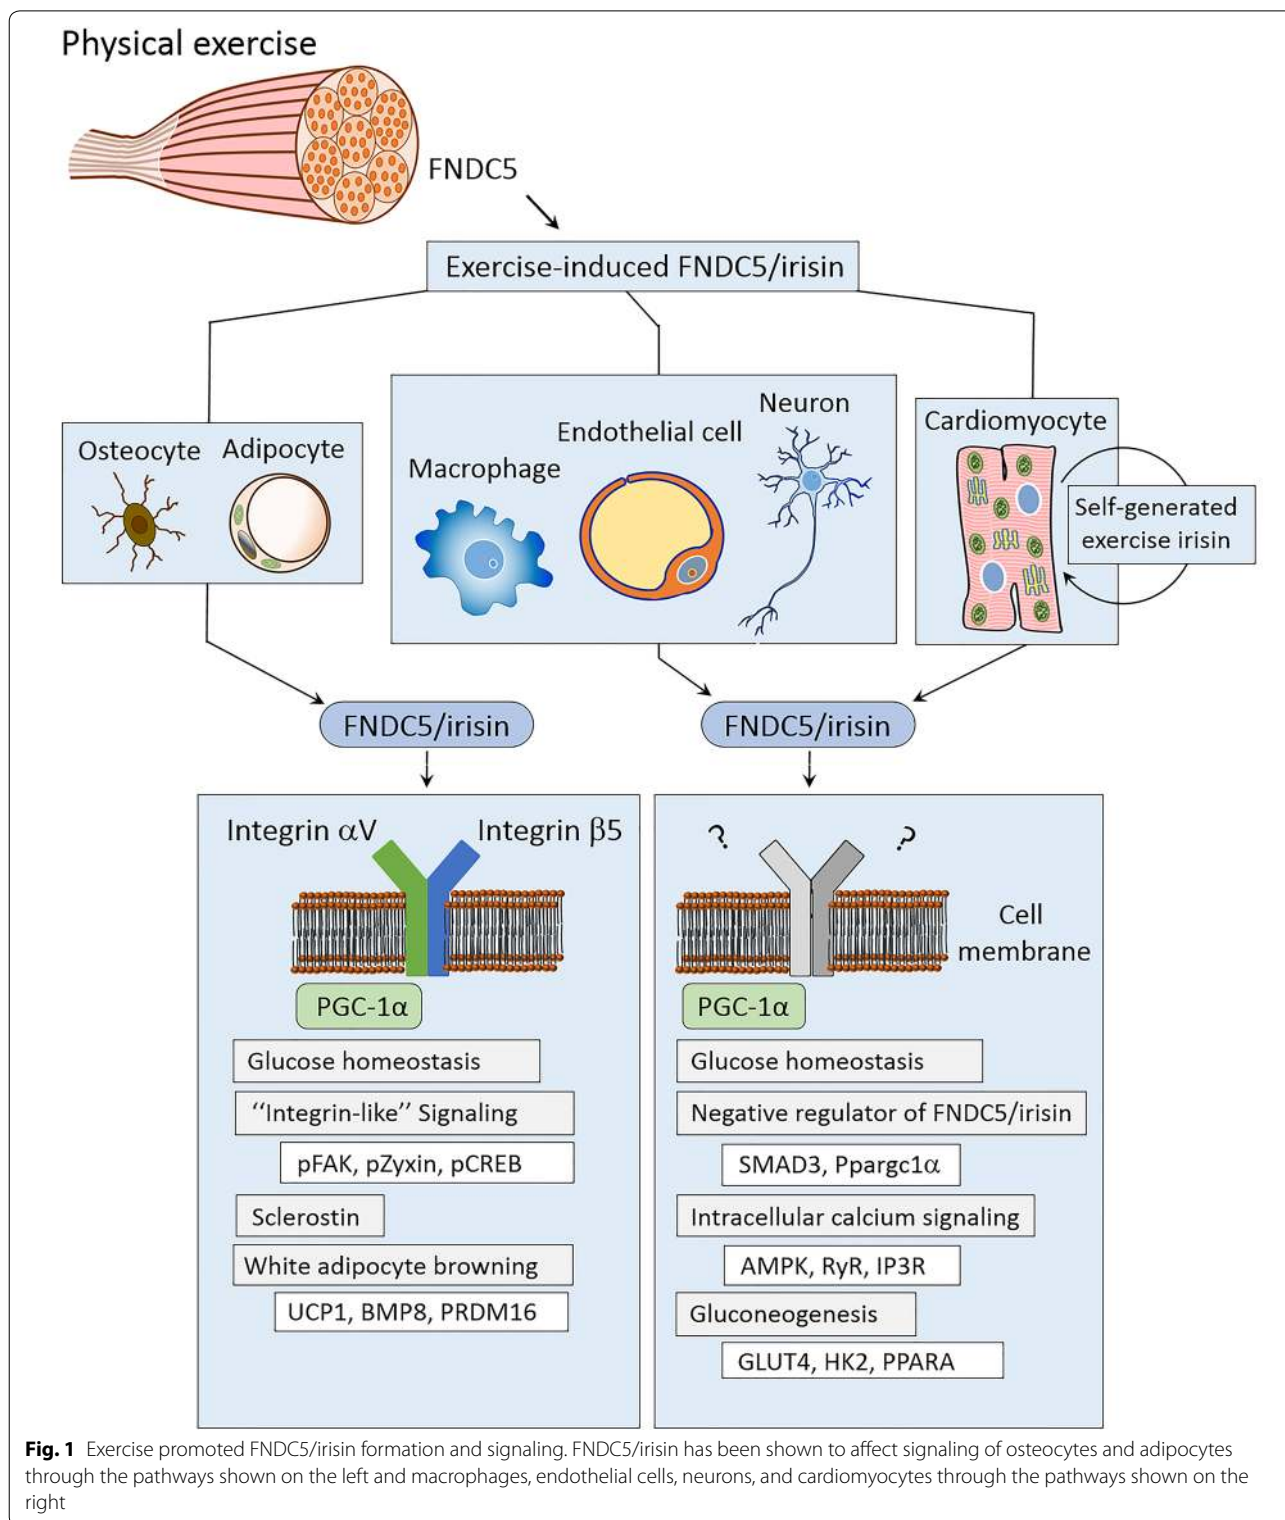 Physical exercise
FNDC5
Exercise-induced FNDC5/irisin
Osteocyte
Adipocyte
Macrophage
Endothelial cell
Neuron
Cardiomyocyte
Self-generated
exercise irisin
FNDC5/irisin
FNDC5/irisin
Integrin αV
Integrin β5
PGC-1α
Glucose homeostasis
“Integrin-like” Signaling
pFAK, pZyxin, pCREB
Sclerostin
White adipocyte browning
UCP1, BMP8, PRDM16
?
?
Cell
membrane
PGC-1α
Glucose homeostasis
Negative regulator of FNDC5/irisin
SMAD3, Ppargc1α
Intracellular calcium signaling
AMPK, RyR, IP3R
Gluconeogenesis
GLUT4, HK2, PPARA
Fig. 1 Exercise promoted FNDC5/irisin formation and signaling. FNDC5/irisin has been shown to affect signaling of osteocytes and adipocytes
through the pathways shown on the left and macrophages, endothelial cells, neurons, and cardiomyocytes through the pathways shown on the
right